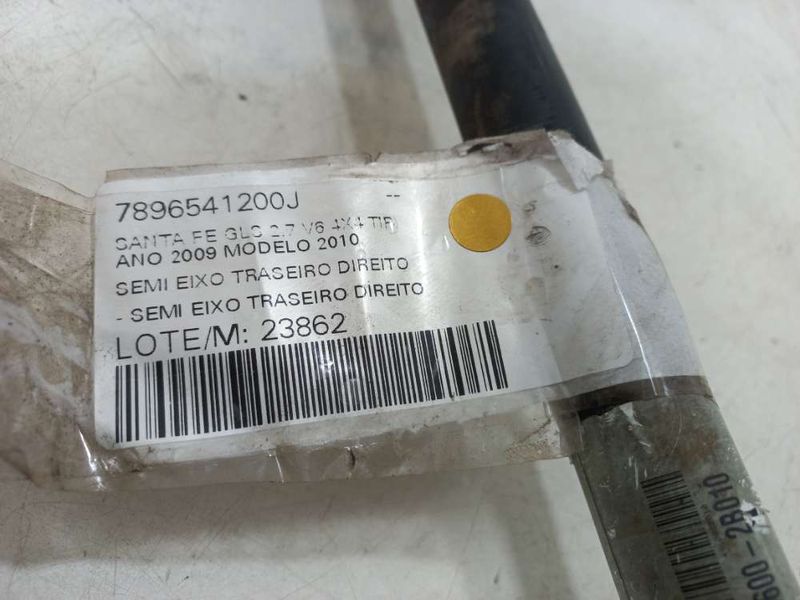 7896541200J --
SANTA FE GLS 2.7 V6 4X4 TIP
ANO 2009 MODELO 2010
SEMI EIXO TRASEIRO DIREITO
- SEMI EIXO TRASEIRO DIREITO
LOTE/M: 23862
600-2B010